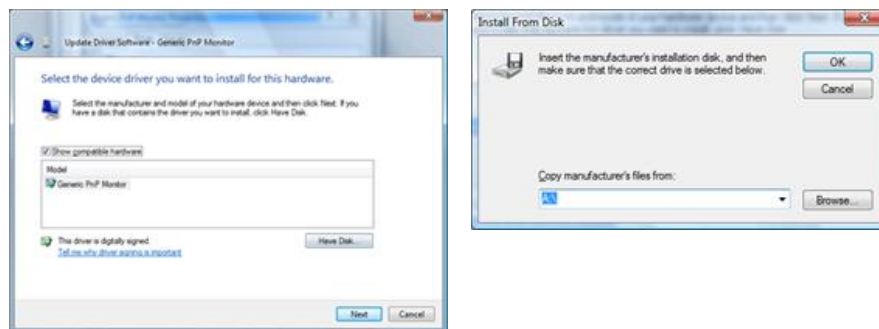 Update Driver Software - Generic PnP Monitor
Select the device driver you want to install for this hardware.
Select the manufacturer and model of your hardware device and then click Next. If you
have a disk that contains the driver you want to install, click Have Disk.
Show compatible hardware
Model
Generic PnP Monitor
This driver is digitally signed.
Tell me why driver signing is important
Have Disk...
Next
Cancel
Install From Disk
Insert the manufacturer's installation disk, and then
make sure that the correct drive is selected below.
OK
Cancel
Copy manufacturer's files from:
A:\
Browse...